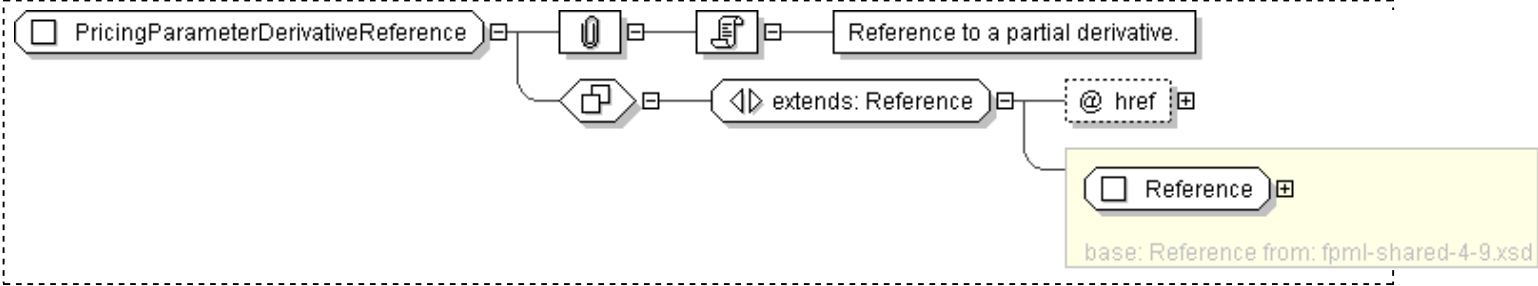 PricingParameterDerivativeReference
Reference to a partial derivative.
extends: Reference
@ href
Reference
base: Reference from: fpml-shared-4-9.xsd